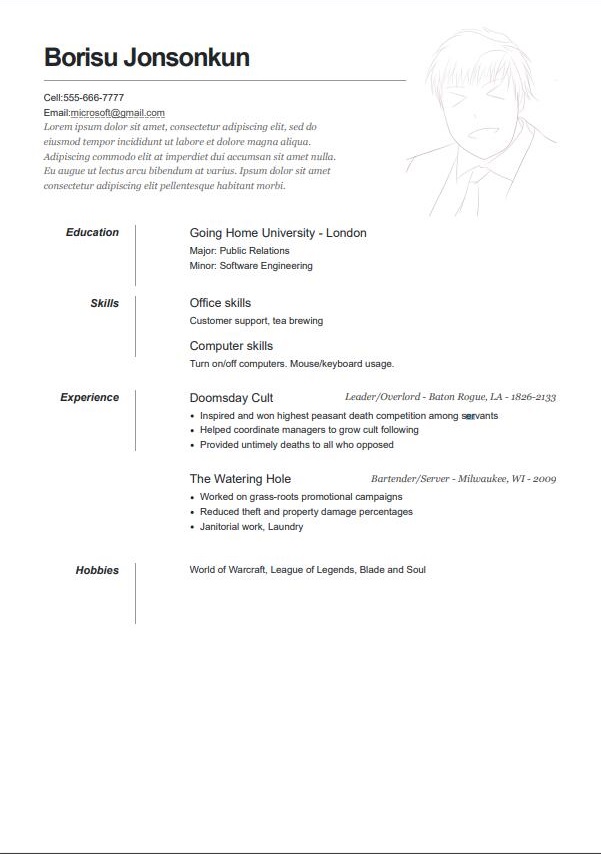 Borisu Jonsonkun
Cell:555-666-7777
Email:microsoft@gmail.com
Lorem ipsum dolor sit amet, consectetur adipiscing elit, sed do
eiusmod tempor incididunt ut labore et dolore magna aliqua.
Adipiscing commodo elit at imperdiet dui accumsan sit amet nulla.
Eu augue ut lectus arcu bibendum at varius. Ipsum dolor sit amet
consectetur adipiscing elit pellentesque habitant morbi.
Education
Going Home University - London
Major: Public Relations
Minor: Software Engineering
Skills
Office skills
Customer support, tea brewing
Computer skills
Turn on/off computers. Mouse/keyboard usage.
Experience
Doomsday Cult Leader/Overlord - Baton Rogue, LA - 1826-2133
• Inspired and won highest peasant death competition among servants
• Helped coordinate managers to grow cult following
• Provided untimely deaths to all who opposed
The Watering Hole Bartender/Server - Milwaukee, WI - 2009
• Worked on grass-roots promotional campaigns
• Reduced theft and property damage percentages
• Janitorial work, Laundry
Hobbies
World of Warcraft, League of Legends, Blade and Soul